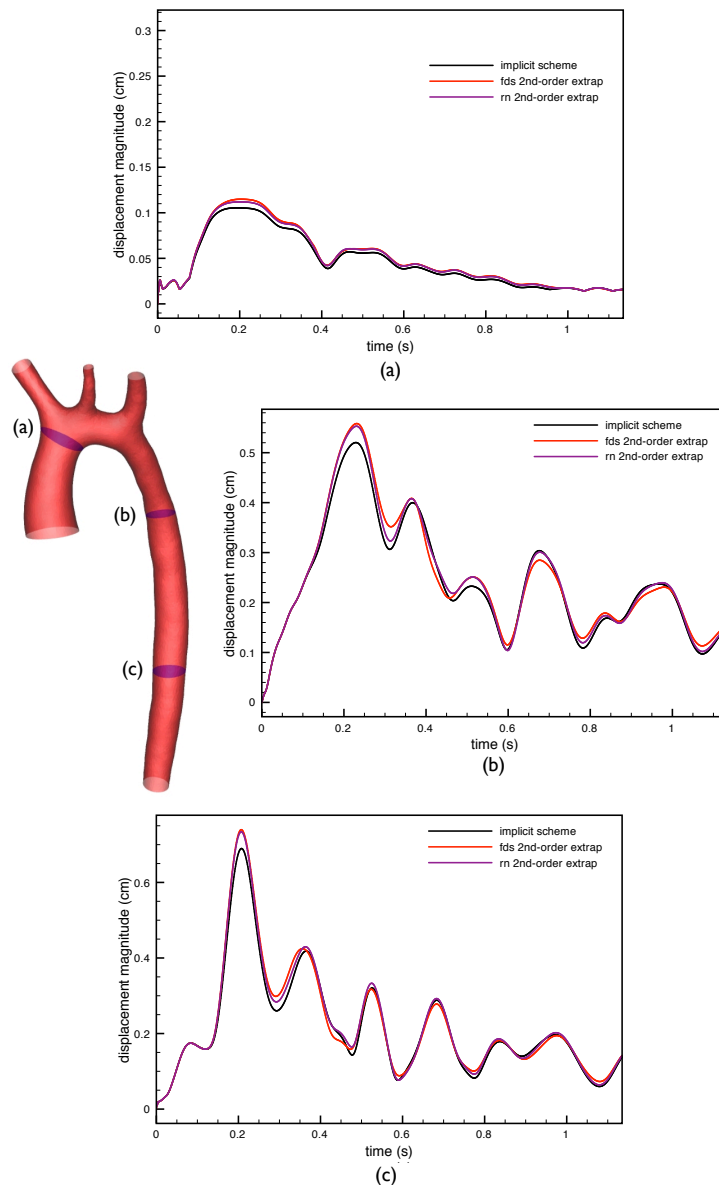 0.3
0.25
0.2
0.15
0.1
0.05
0
displacement magnitude (cm)
implicit scheme
fds 2nd-order extrap
rn 2nd-order extrap
0 0.2 0.4 0.6 0.8 1
time (s)
(a)
(a)
(b)
(c)
0.5
0.4
0.3
0.2
0.1
0
displacement magnitude (cm)
implicit scheme
fds 2nd-order extrap
rn 2nd-order extrap
0 0.2 0.4 0.6 0.8 1
time (s)
(b)
0.6
0.4
0.2
0
displacement magnitude (cm)
implicit scheme
fds 2nd-order extrap
rn 2nd-order extrap
0 0.2 0.4 0.6 0.8 1
time (s)
(c)